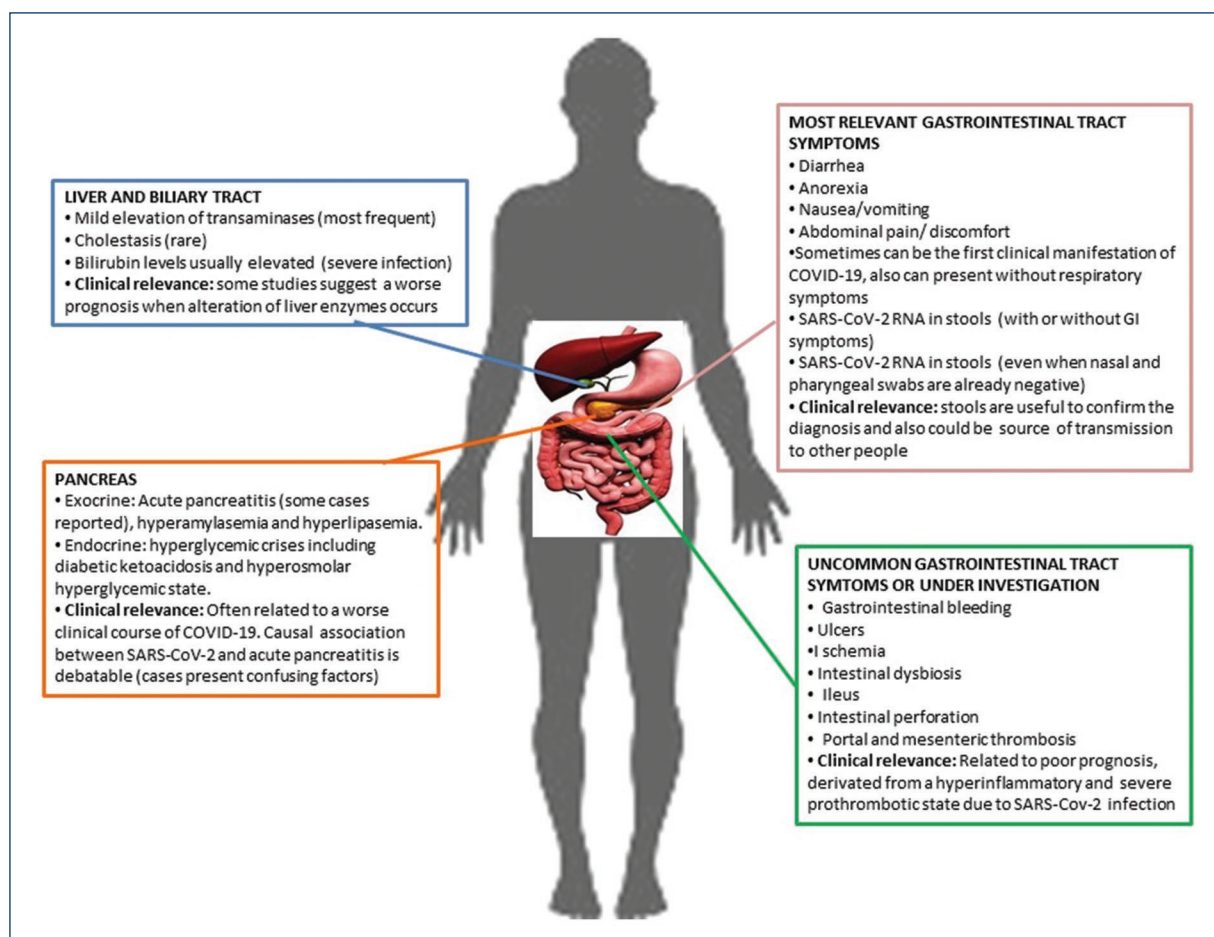 LIVER AND BILIARY TRACT
• Mild elevation of transaminases (most frequent)
• Cholestasis (rare)
• Bilirubin levels usually elevated (severe infection)
• Clinical relevance: some studies suggest a worse
prognosis when alteration of liver enzymes occurs
PANCREAS
• Exocrine: Acute pancreatitis (some cases
reported), hyperamylasemia and hyperlipasemia.
• Endocrine: hyperglycemic crises including
diabetic ketoacidosis and hyperosmolar
hyperglycemic state.
• Clinical relevance: Often related to a worse
clinical course of COVID-19. Causal association
between SARS-CoV-2 and acute pancreatitis is
debatable (cases present confusing factors)
MOST RELEVANT GASTROINTESTINAL TRACT
SYMPTOMS
• Diarrhea
• Anorexia
• Nausea/vomiting
• Abdominal pain/ discomfort
•Sometimes can be the first clinical manifestation of
COVID-19, also can present without respiratory
symptoms
• SARS-CoV-2 RNA in stools (with or without GI
symptoms)
• SARS-CoV-2 RNA in stools (even when nasal and
pharyngeal swabs are already negative)
• Clinical relevance: stools are useful to confirm the
diagnosis and also could be source of transmission
to other people
UNCOMMON GASTROINTESTINAL TRACT
SYMTOMS OR UNDER INVESTIGATION
• Gastrointestinal bleeding
• Ulcers
•I schemia
• Intestinal dysbiosis
• Ileus
• Intestinal perforation
• Portal and mesenteric thrombosis
• Clinical relevance: Related to poor prognosis,
derivated from a hyperinflammatory and severe
prothrombotic state due to SARS-Cov-2 infection